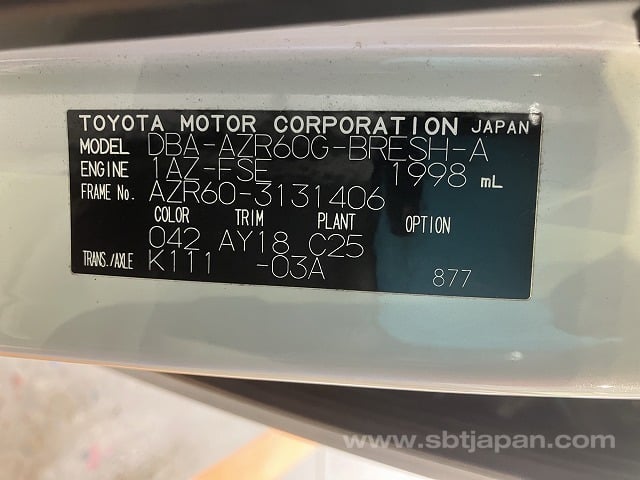 TOYOTA MOTOR CORPORATION JAPAN
MODEL DBA-AZR60G-BRESH-A
ENGINE 1AZ-FSE 1998 mL
FRAME No. AZR60-3131406
COLOR TRIM PLANT OPTION
042 AY18 C25
TRANS./AXLE K111 -03A 877
www.sbtjapan.com